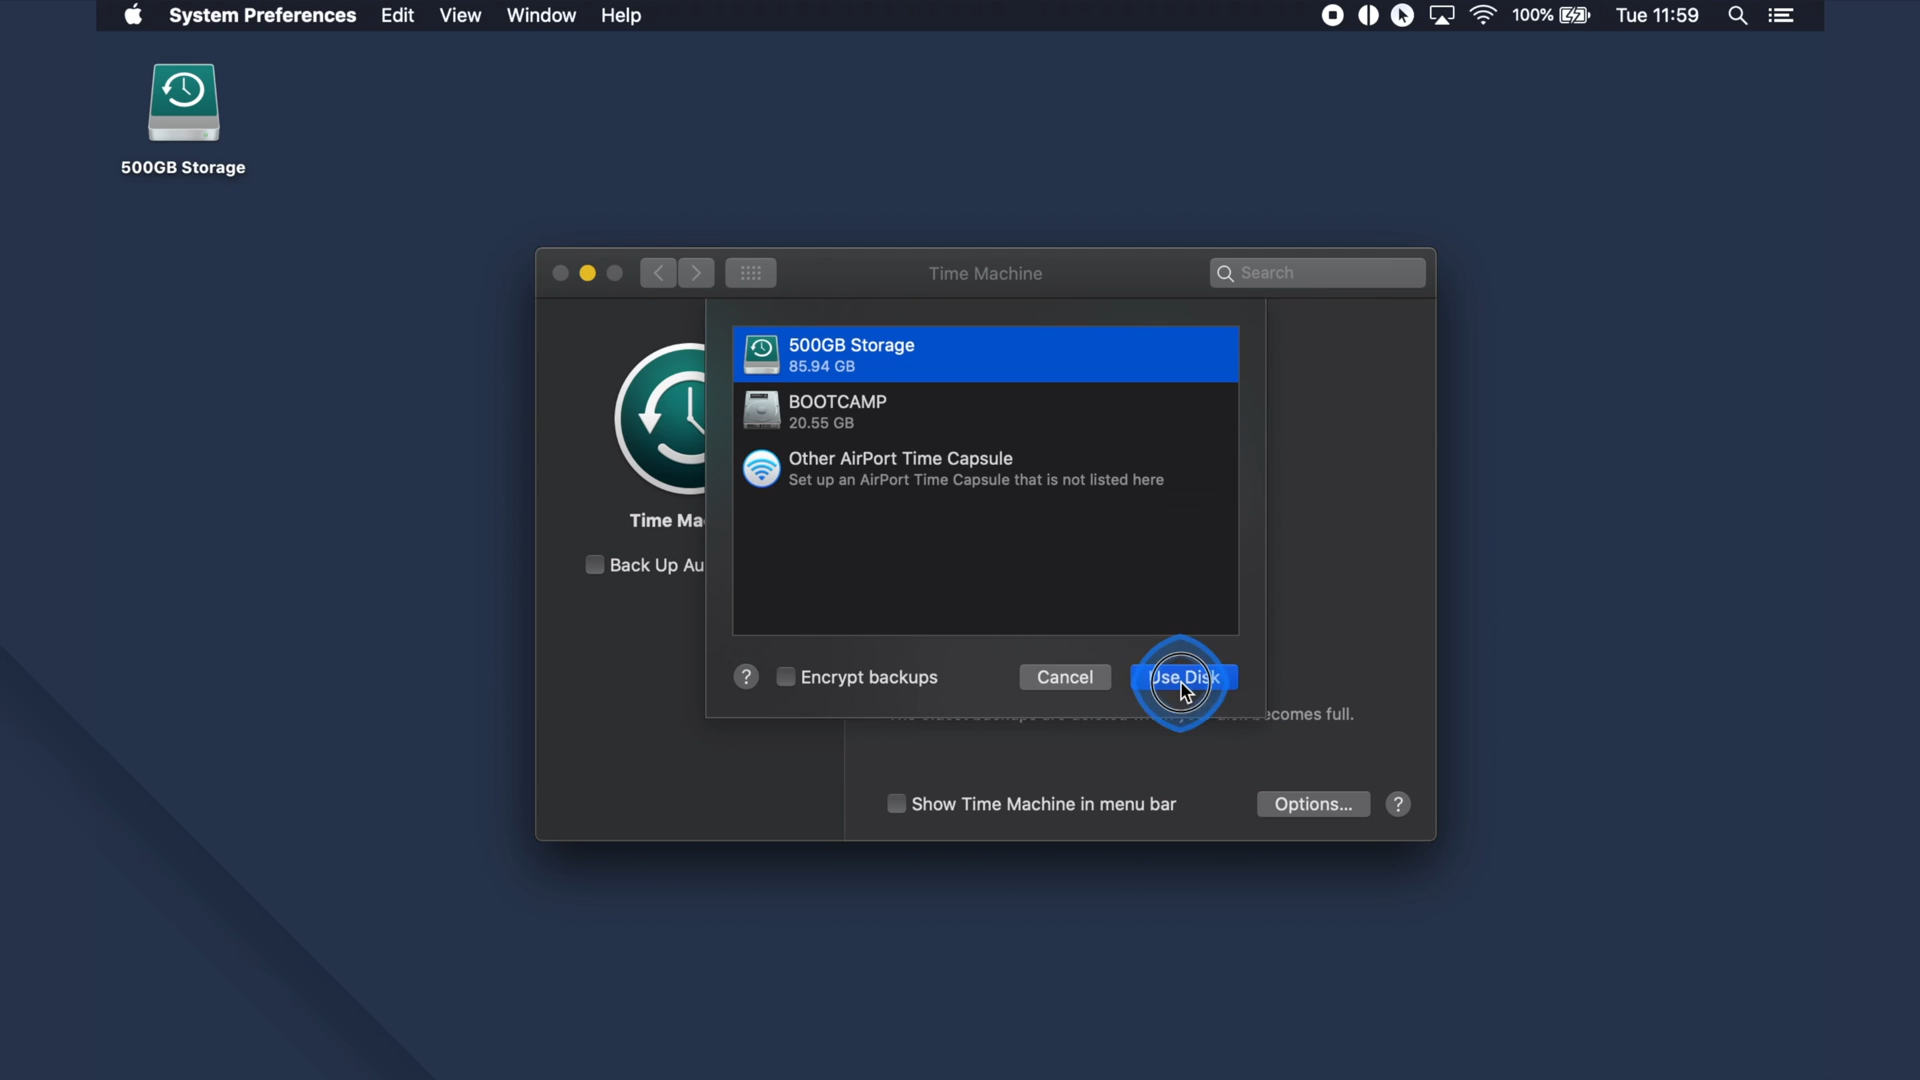 System Preferences Edit View Window Help 100% Tue 11:59
500GB Storage
Time Machine Search
500GB Storage
85.94 GB
BOOTCAMP
20.55 GB
Other AirPort Time Capsule
Set up an AirPort Time Capsule that is not listed here
Time Ma
Back Up Au
? Encrypt backups Cancel Use Disk
ecomes full.
Show Time Machine in menu bar Options... ?